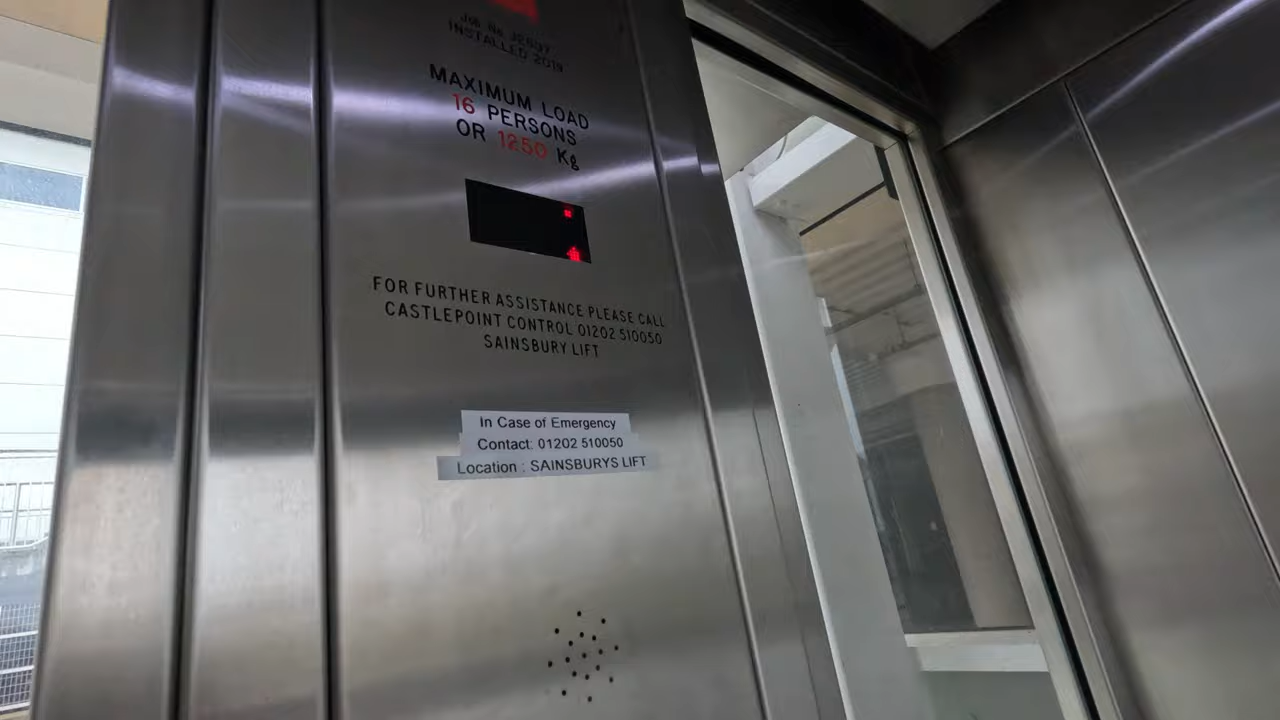 INSTALLED 2019
MAXIMUM LOAD
16 PERSONS
OR 1250 Kg
FOR FURTHER ASSISTANCE PLEASE CALL
CASTLEPOINT CONTROL 01202 510050
SAINSBURY LIFT
In Case of Emergency
Contact: 01202 510050
Location : SAINSBURYS LIFT